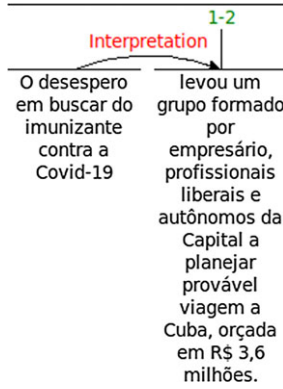 1-2
Interpretation
O desespero
em buscar do
imunizante
contra a
Covid-19
levou um
grupo formado
por
empresário,
profissionais
liberais e
autônomos da
Capital a
planejar
provável
viagem a
Cuba, orçada
em R$ 3,6
milhões.